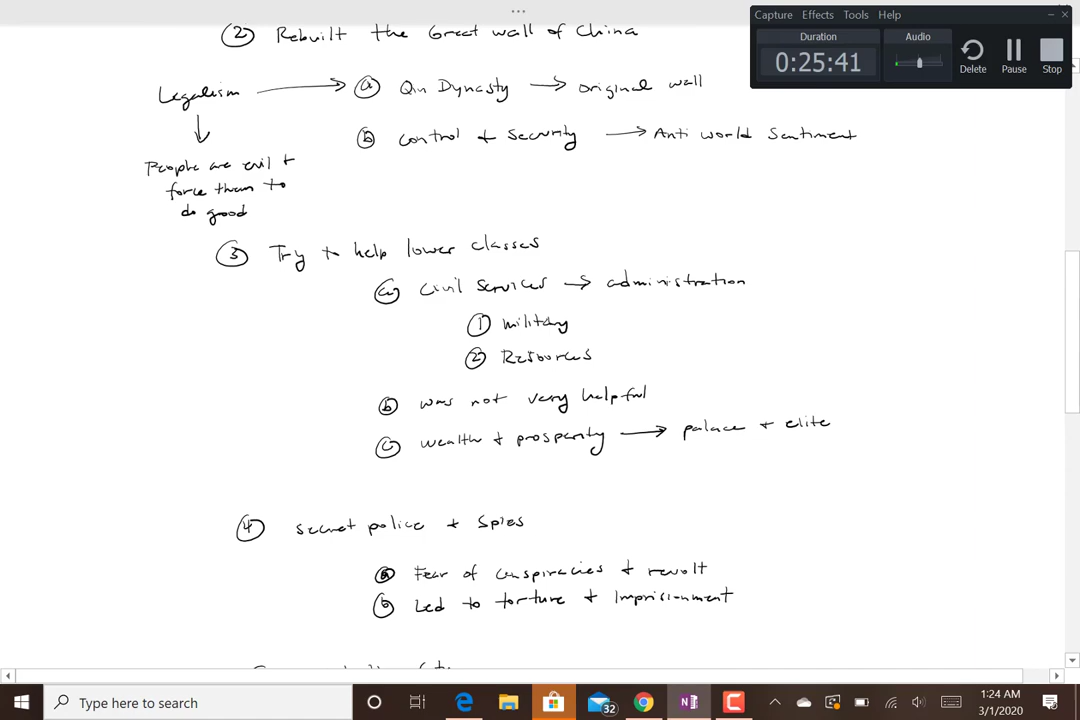 Capture Effects Tools Help
Duration
Audio
0:25:41
Delete
Pause
Stop
② Rebuilt the Great wall of China
Legalism → ⓐ Qin Dynasty → original wall
ⓑ control + security → Anti world sentiment
People are evil +
force them to
do good
③ Try to help lower classes
ⓐ civil services → administration
① military
② Resources
ⓑ was not very helpful
ⓒ wealth + prosperity → palace + elite
④ secret police + spies
ⓐ Fear of conspiracies + revolt
ⓑ Led to torture + Imprisionment
Type here to search
32
1:24 AM
3/1/2020